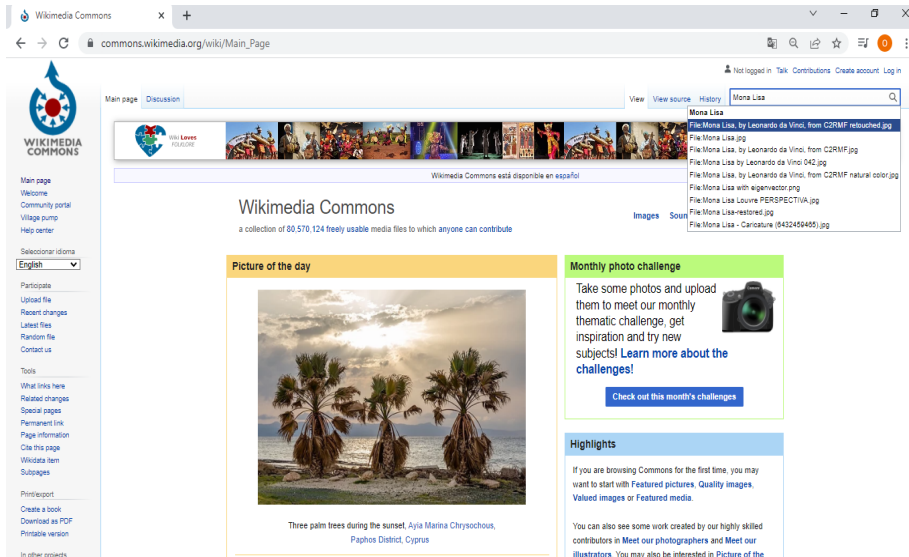 Wikimedia Commons
commons.wikimedia.org/wiki/Main_Page
Not logged in Talk Contributions Create account Log in
Main page Discussion
View View source History Mona Lisa
Mona Lisa
File:Mona Lisa, by Leonardo da Vinci, from C2RMF retouched.jpg
File:Mona Lisa.jpg
File:Mona Lisa, by Leonardo da Vinci, from C2RMF.jpg
File:Mona Lisa by Leonardo da Vinci 042.jpg
File:Mona Lisa, by Leonardo da Vinci, from C2RMF natural color.jpg
File:Mona Lisa with eigenvector.png
File:Mona Lisa Louvre PERSPECTIVA.jpg
File:Mona Lisa-restored.jpg
File:Mona Lisa - Caricature (6432459465).jpg
WIKIMEDIA
COMMONS
Main page
Welcome
Community portal
Village pump
Help center
Seleccionar idioma
English
Participate
Upload file
Recent changes
Latest files
Random file
Contact us
Tools
What links here
Related changes
Special pages
Permanent link
Page information
Cite this page
Wikidata item
Subpages
Print/export
Create a book
Download as PDF
Printable version
In other projects
Wiki Loves
FOLKLORE
Wikimedia Commons está disponible en español
Wikimedia Commons
a collection of 80,570,124 freely usable media files to which anyone can contribute
Images
Picture of the day
Three palm trees during the sunset, Ayia Marina Chrysochous,
Paphos District, Cyprus
Monthly photo challenge
Take some photos and upload
them to meet our monthly
thematic challenge, get
inspiration and try new
subjects! Learn more about the
challenges!
Check out this month's challenges
Highlights
If you are browsing Commons for the first time, you may
want to start with Featured pictures, Quality images,
Valued images or Featured media.
You can also see some work created by our highly skilled
contributors in Meet our photographers and Meet our
illustrators. You may also be interested in Picture of the